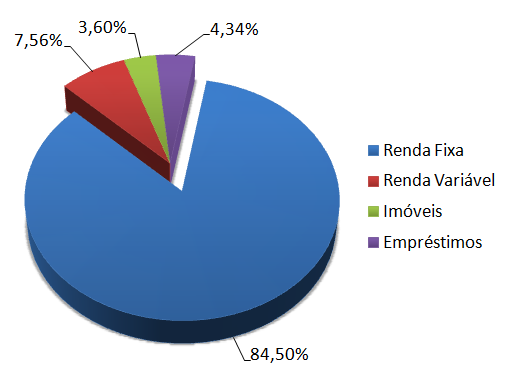 3,60%
7,56%
4,34%
Renda Fixa
Renda Variável
Imóveis
Empréstimos
84,50%